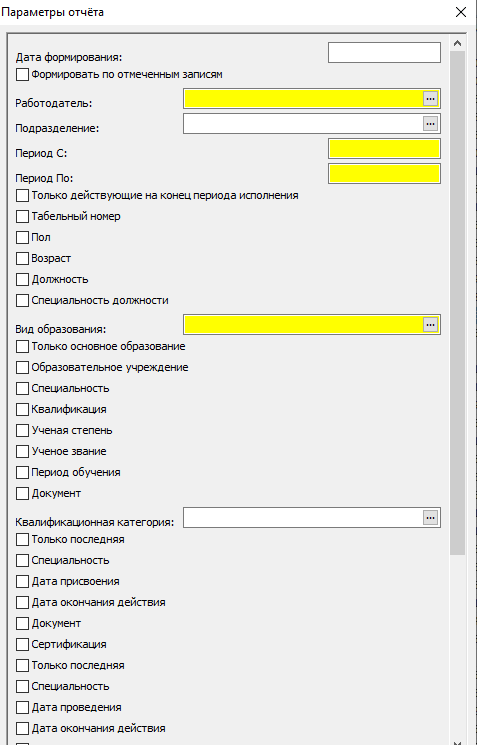 Параметры отчёта
Дата формирования:
Формировать по отмеченным записям
Работодатель:
...
Подразделение:
...
Период С:
Период По:
Только действующие на конец периода исполнения
Табельный номер
Пол
Возраст
Должность
Специальность должности
Вид образования:
...
Только основное образование
Образовательное учреждение
Специальность
Квалификация
Ученая степень
Ученое звание
Период обучения
Документ
Квалификационная категория:
...
Только последняя
Специальность
Дата присвоения
Дата окончания действия
Документ
Сертификация
Только последняя
Специальность
Дата проведения
Дата окончания действия